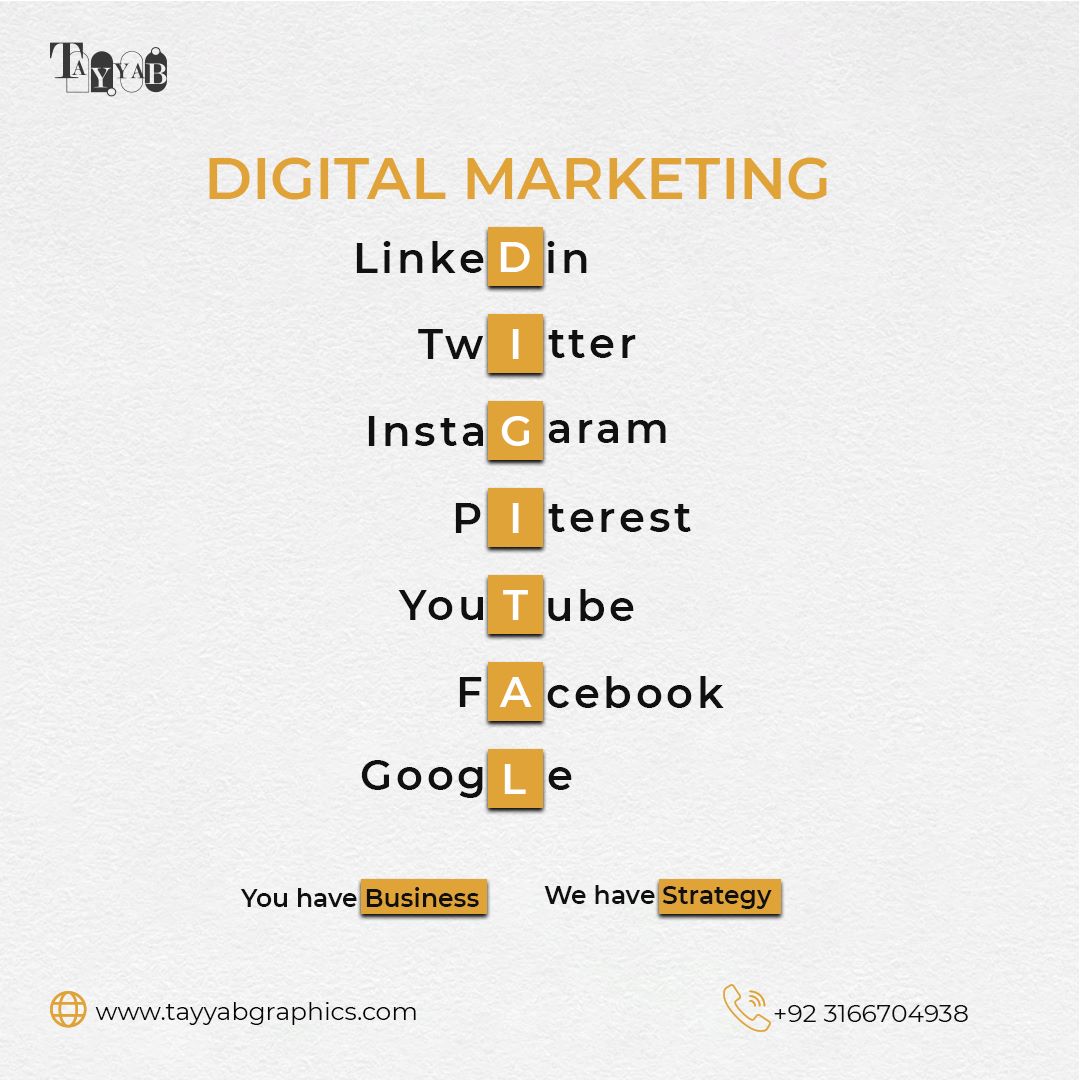 TAYYAB
DIGITAL MARKETING
LinkeDin
TwItter
InstaGaram
PIterest
YouTube
FAcebook
GoogLe
You have Business We have Strategy
www.tayyabgraphics.com +92 3166704938